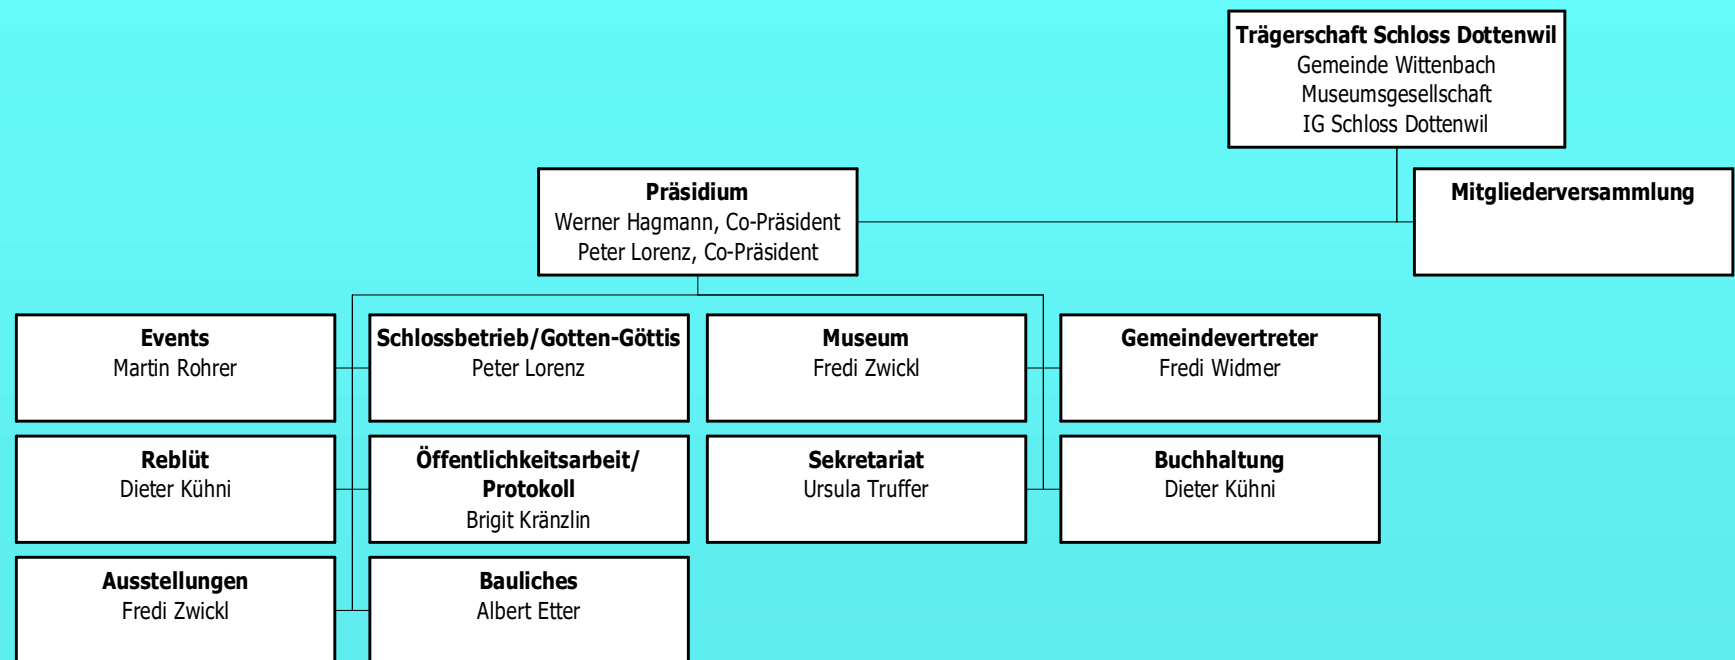 Trägerschaft Schloss Dottenwil
Gemeinde Wittenbach
Museumsgesellschaft
IG Schloss Dottenwil
Präsidium
Werner Hagmann, Co-Präsident
Peter Lorenz, Co-Präsident
Mitgliederversammlung
Events
Martin Rohrer
Schlossbetrieb/Gotten-Göttis
Peter Lorenz
Museum
Fredi Zwickl
Gemeindevertreter
Fredi Widmer
Reblüt
Dieter Kühni
Öffentlichkeitsarbeit/
Protokoll
Brigit Kränzlin
Sekretariat
Ursula Truffer
Buchhaltung
Dieter Kühni
Ausstellungen
Fredi Zwickl
Bauliches
Albert Etter